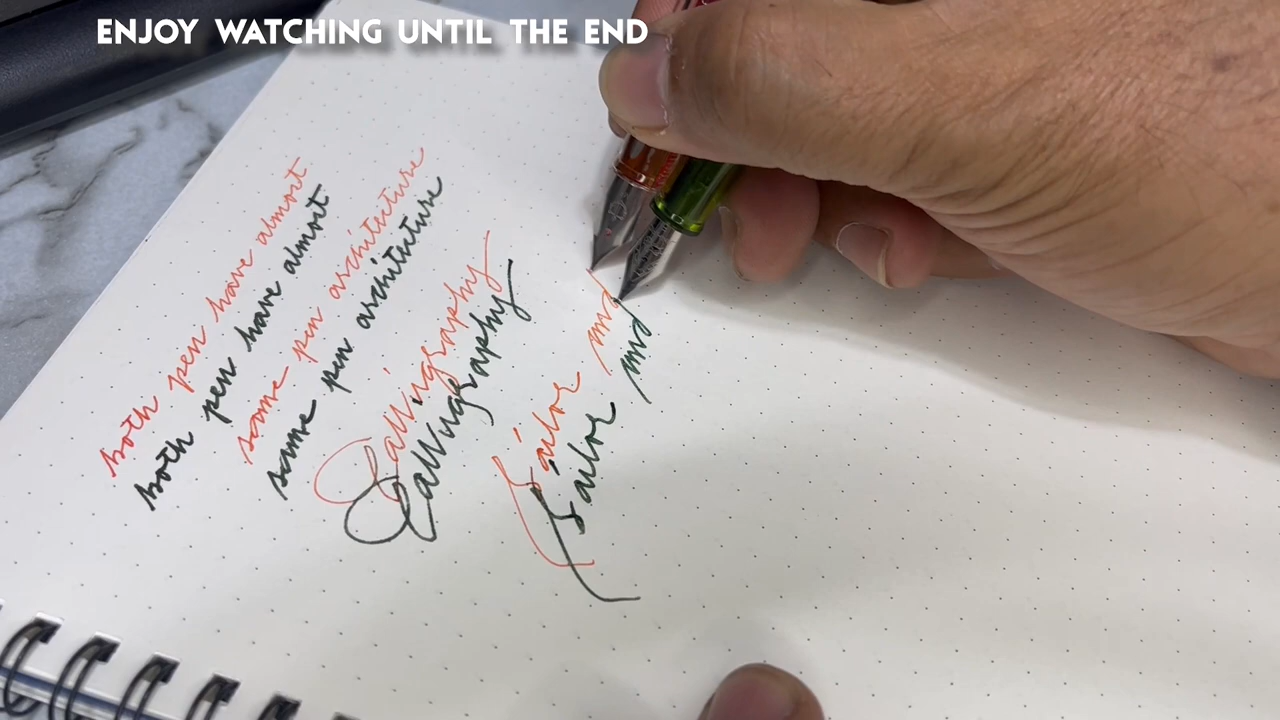 ENJOY WATCHING UNTIL THE END
both pen have almost
both pen have almost
same pen architecture
same pen architecture
Calligraphy
Calligraphy
Sailor and
Sailor and